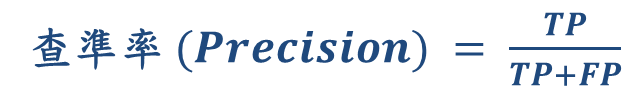 查準率 (Precision) = TP / TP+FP